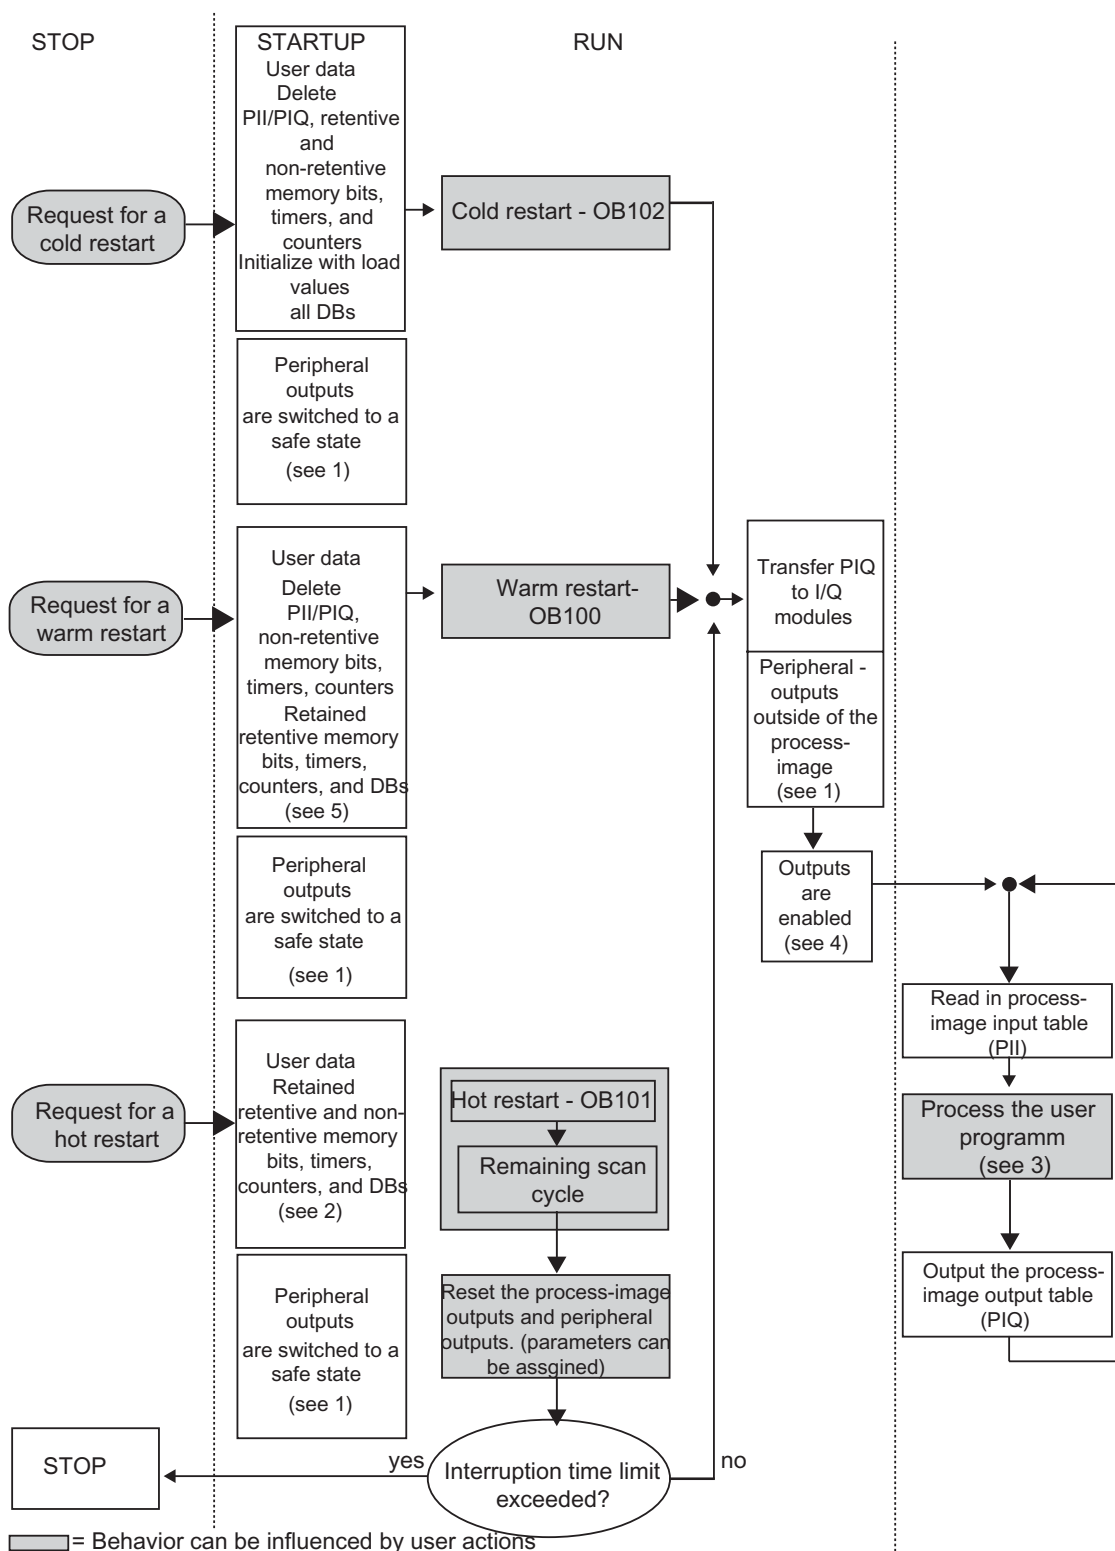 STOP
STARTUP
RUN
User data
Delete
PII/PIQ, retentive
and
non-retentive
memory bits,
timers, and
counters
Initialize with load
values
all DBs
Request for a
cold restart
Cold restart - OB102
Peripheral
outputs
are switched to a
safe state
(see 1)
User data
Delete
PII/PIQ,
non-retentive
memory bits,
timers, counters
Retained
retentive memory
bits, timers,
counters, and DBs
(see 5)
Request for a
warm restart
Warm restart-
OB100
Transfer PIQ
to I/Q
modules
Peripheral -
outputs
outside of the
process-
image
(see 1)
Peripheral
outputs
are switched to a
safe state
(see 1)
Outputs
are
enabled
(see 4)
Read in process-
image input table
(PII)
User data
Retained
retentive and non-
retentive memory
bits, timers,
counters, and DBs
(see 2)
Request for a
hot restart
Hot restart - OB101
Remaining scan
cycle
Process the user
programm
(see 3)
Output the process-
image output table
(PIQ)
Peripheral
outputs
are switched to a
safe state
(see 1)
Reset the process-image
outputs and peripheral
outputs. (parameters can
be assgined)
STOP
yes
Interruption time limit
exceeded?
no
= Behavior can be influenced by user actions